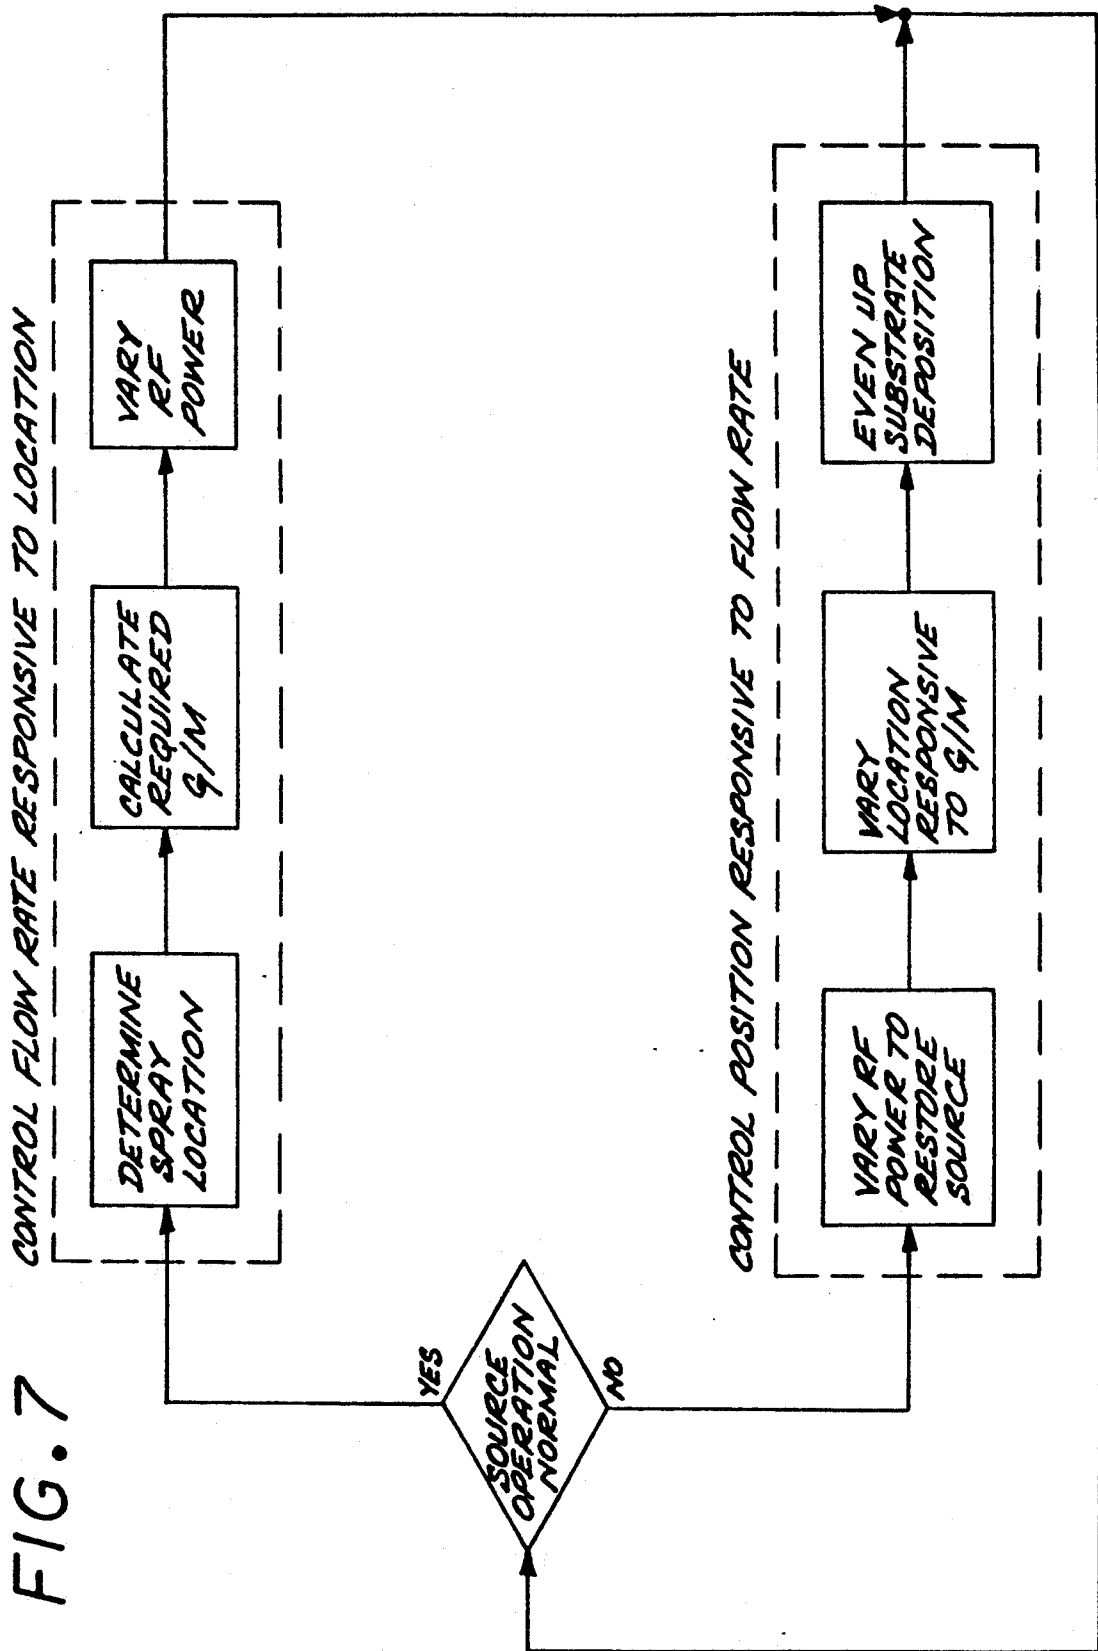 FIG. 7
CONTROL FLOW RATE RESPONSIVE TO LOCATION
DETERMINE
SPRAY
LOCATION
CALCULATE
REQUIRED
G/M
VARY
RF
POWER
YES
SOURCE
OPERATION
NORMAL
NO
CONTROL POSITION RESPONSIVE TO FLOW RATE
VARY RF
POWER TO
RESTORE
SOURCE
VARY
LOCATION
RESPONSIVE
TO G/M
EVEN UP
SUBSTRATE
DEPOSITION